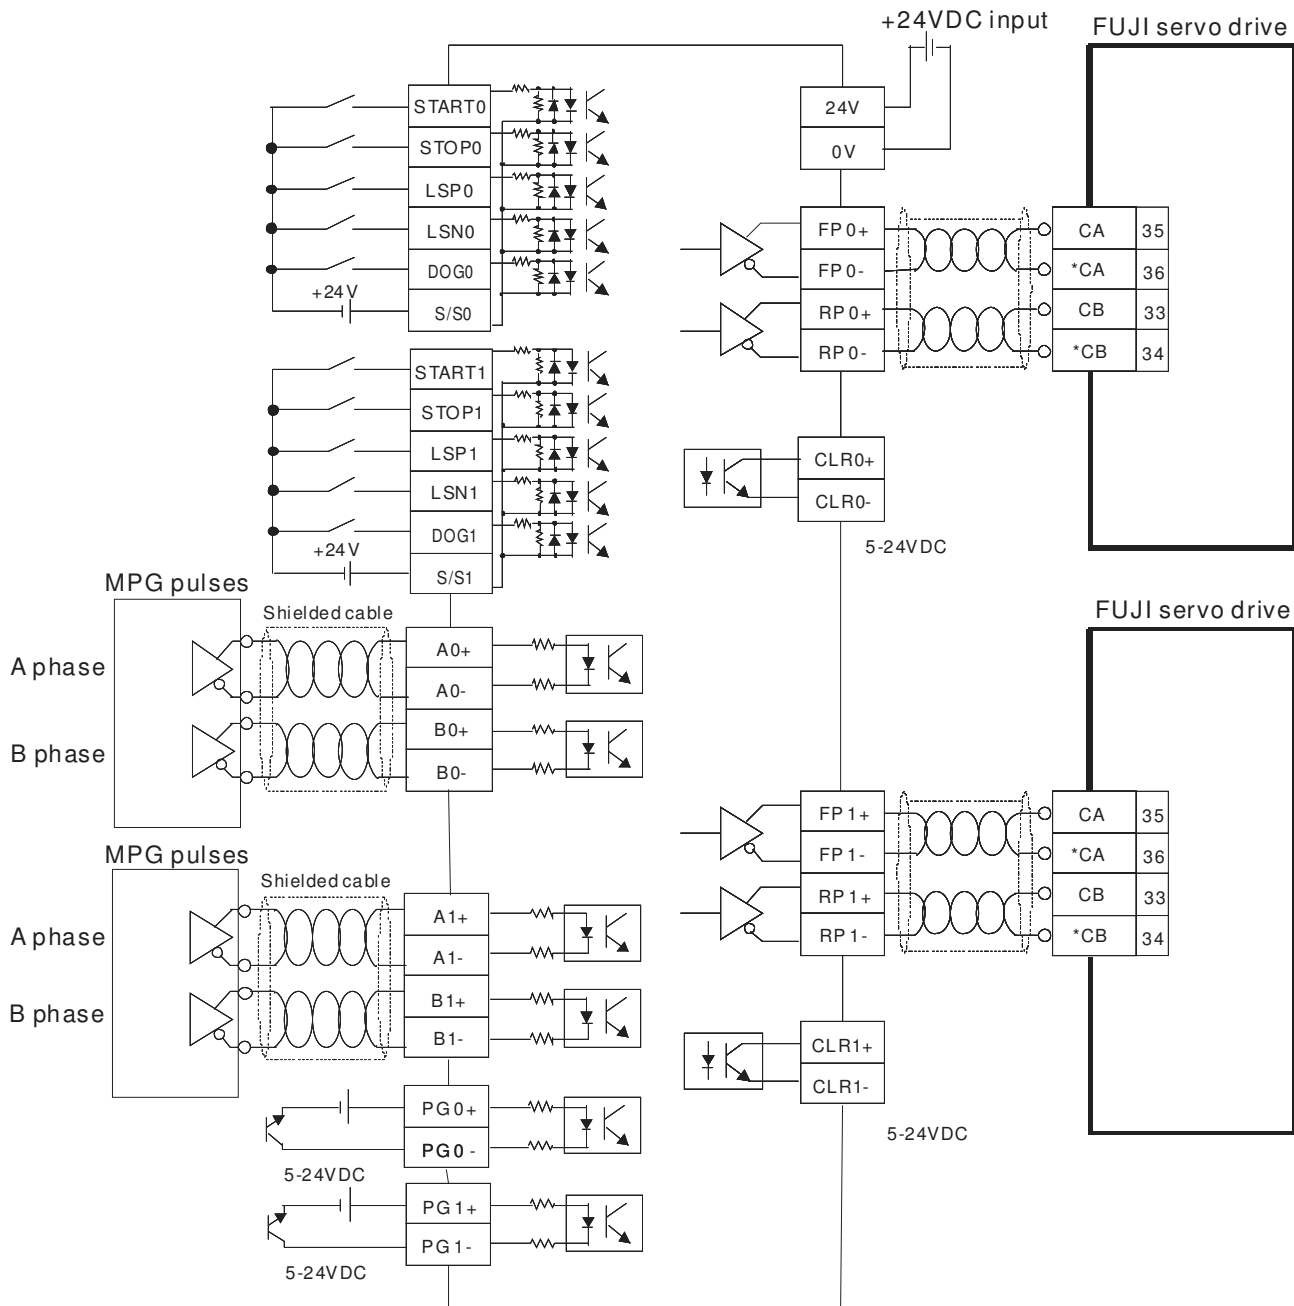 +24VDC input
FUJI servo drive
START0
STOP0
LSP0
LSN0
DOG0
+24V
S/S0
24V
0V
FP0+
FP0-
RP0+
RP0-
CA 35
*CA 36
CB 33
*CB 34
START1
STOP1
LSP1
LSN1
DOG1
+24V
S/S1
CLR0+
CLR0-
5-24VDC
MPG pulses
Shielded cable
A phase
B phase
A0+
A0-
B0+
B0-
FUJI servo drive
FP1+
FP1-
RP1+
RP1-
CA 35
*CA 36
CB 33
*CB 34
MPG pulses
Shielded cable
A phase
B phase
A1+
A1-
B1+
B1-
CLR1+
CLR1-
5-24VDC
PG0+
PG0 -
5-24VDC
PG1+
PG1-
5-24VDC